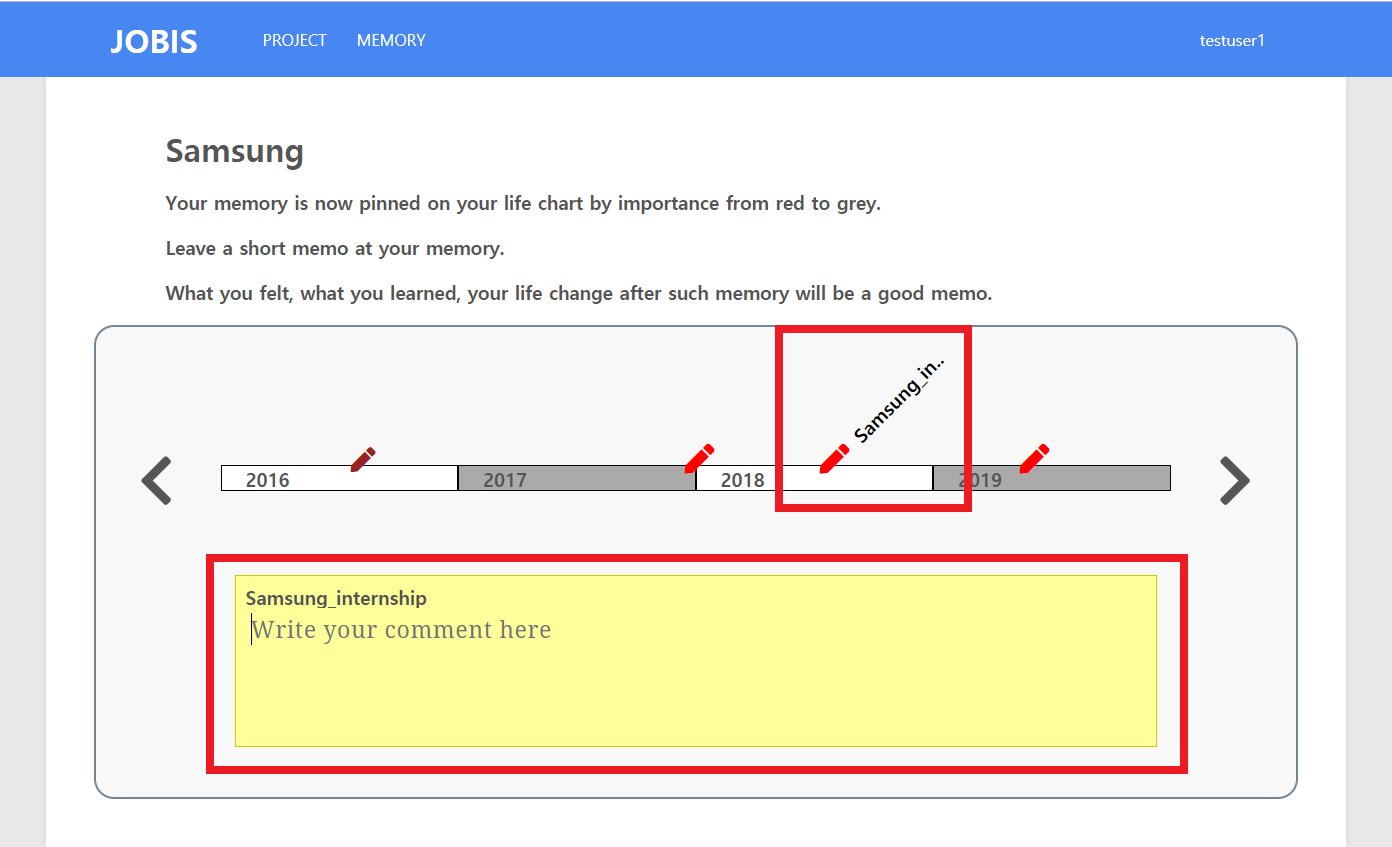 JOBIS PROJECT MEMORY testuser1
Samsung
Your memory is now pinned on your life chart by importance from red to grey.
Leave a short memo at your memory.
What you felt, what you learned, your life change after such memory will be a good memo.
Samsung_in..
2016 2017 2018 2019
Samsung_internship
Write your comment here